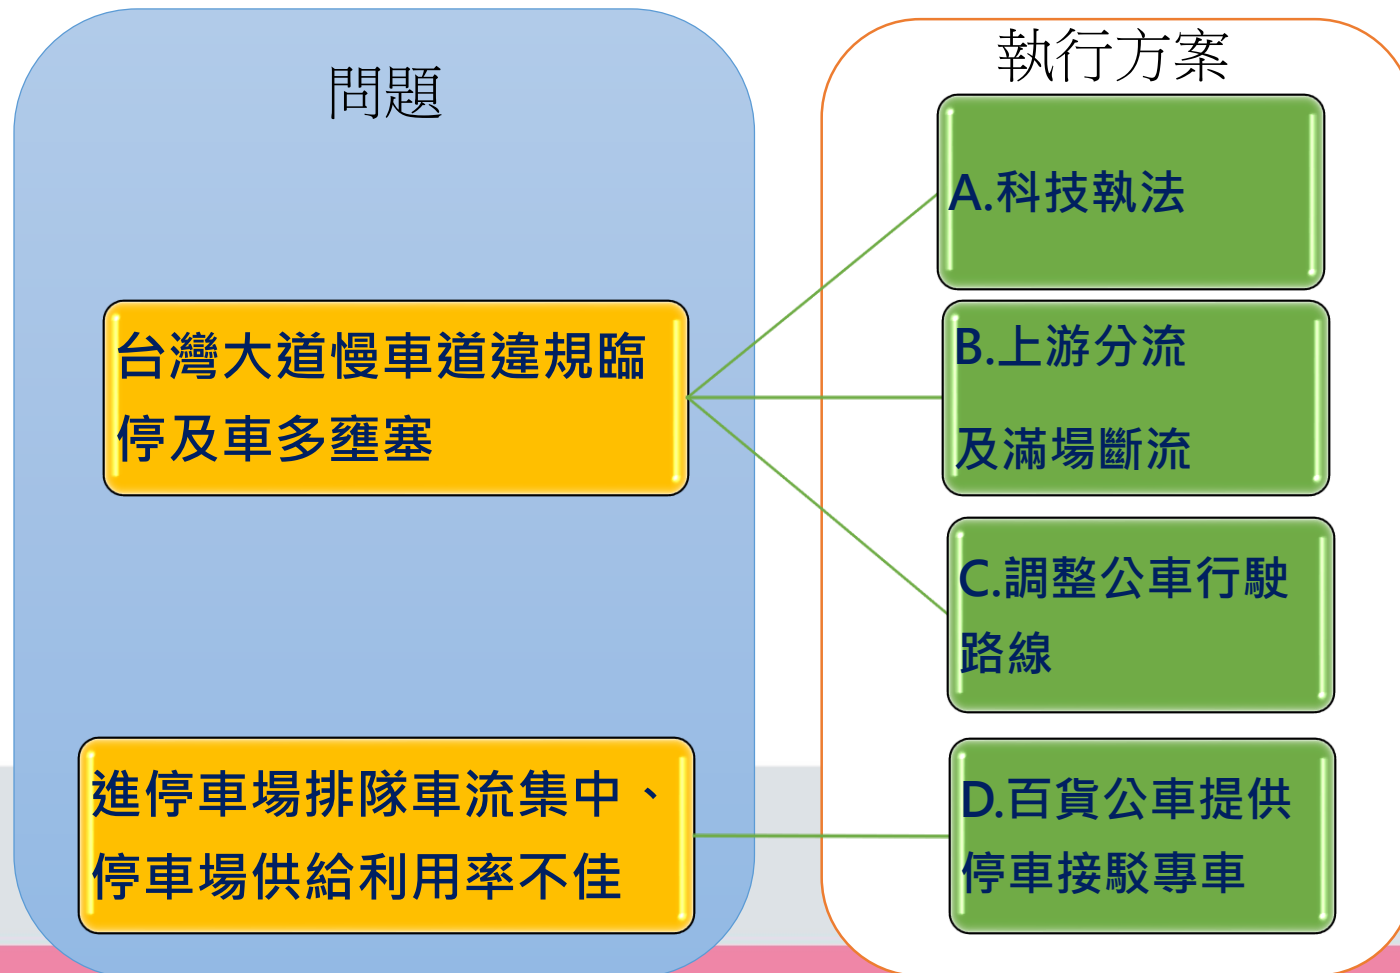 問題
台灣大道慢車道違規臨
停及車多壅塞
進停車場排隊車流集中、
停車場供給利用率不佳
執行方案
A.科技執法
B.上游分流
及滿場斷流
C.調整公車行駛
路線
D.百貨公車提供
停車接駁專車